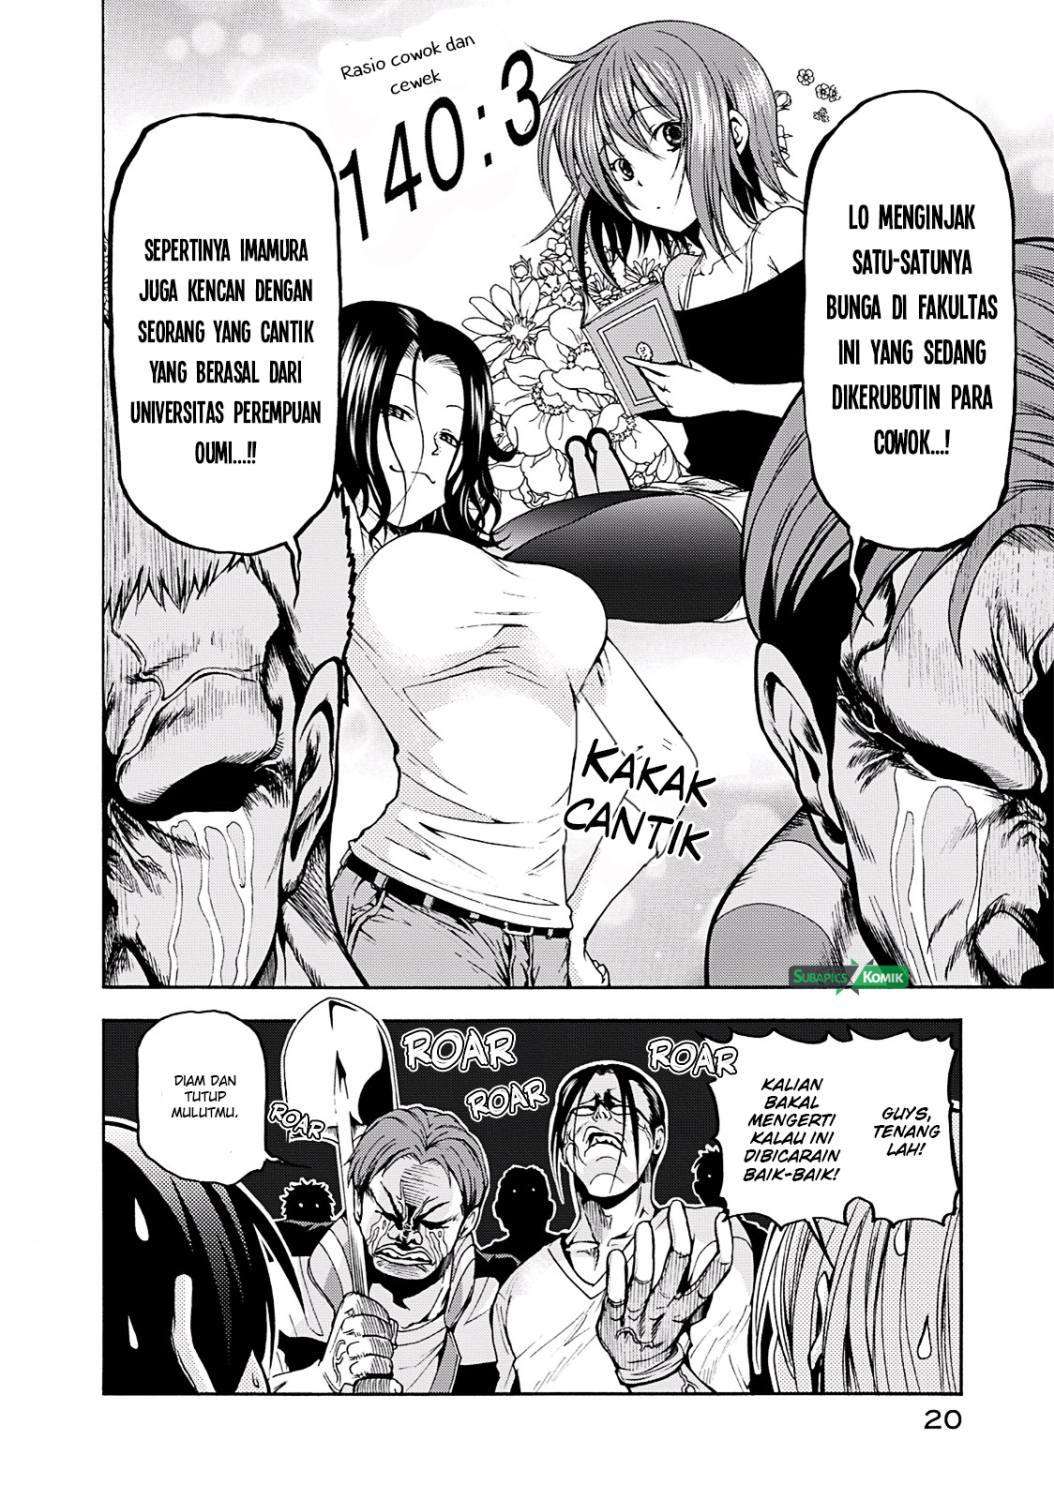 Rasio cowok dan
cewek
140:3
LO MENGINJAK
SATU-SATUNYA
BUNGA DI FAKULTAS
INI YANG SEDANG
DIKERUBUTIN PARA
COWOK...!
SEPERTINYA IMAMURA
JUGA KENCAN DENGAN
SEORANG YANG CANTIK
YANG BERASAL DARI
UNIVERSITAS PEREMPUAN
OUMI...!!
KAKAK
CANTIK
SUBAPICS KOMIK
GUYS,
TENANG
LAH!
KALIAN
BAKAL
MENGERTI
KALAU INI
DIBICARAIN
BAIK-BAIK!
ROAR
ROAR
ROAR
ROAR
DIAM DAN
TUTUP
MULUTMU.
20